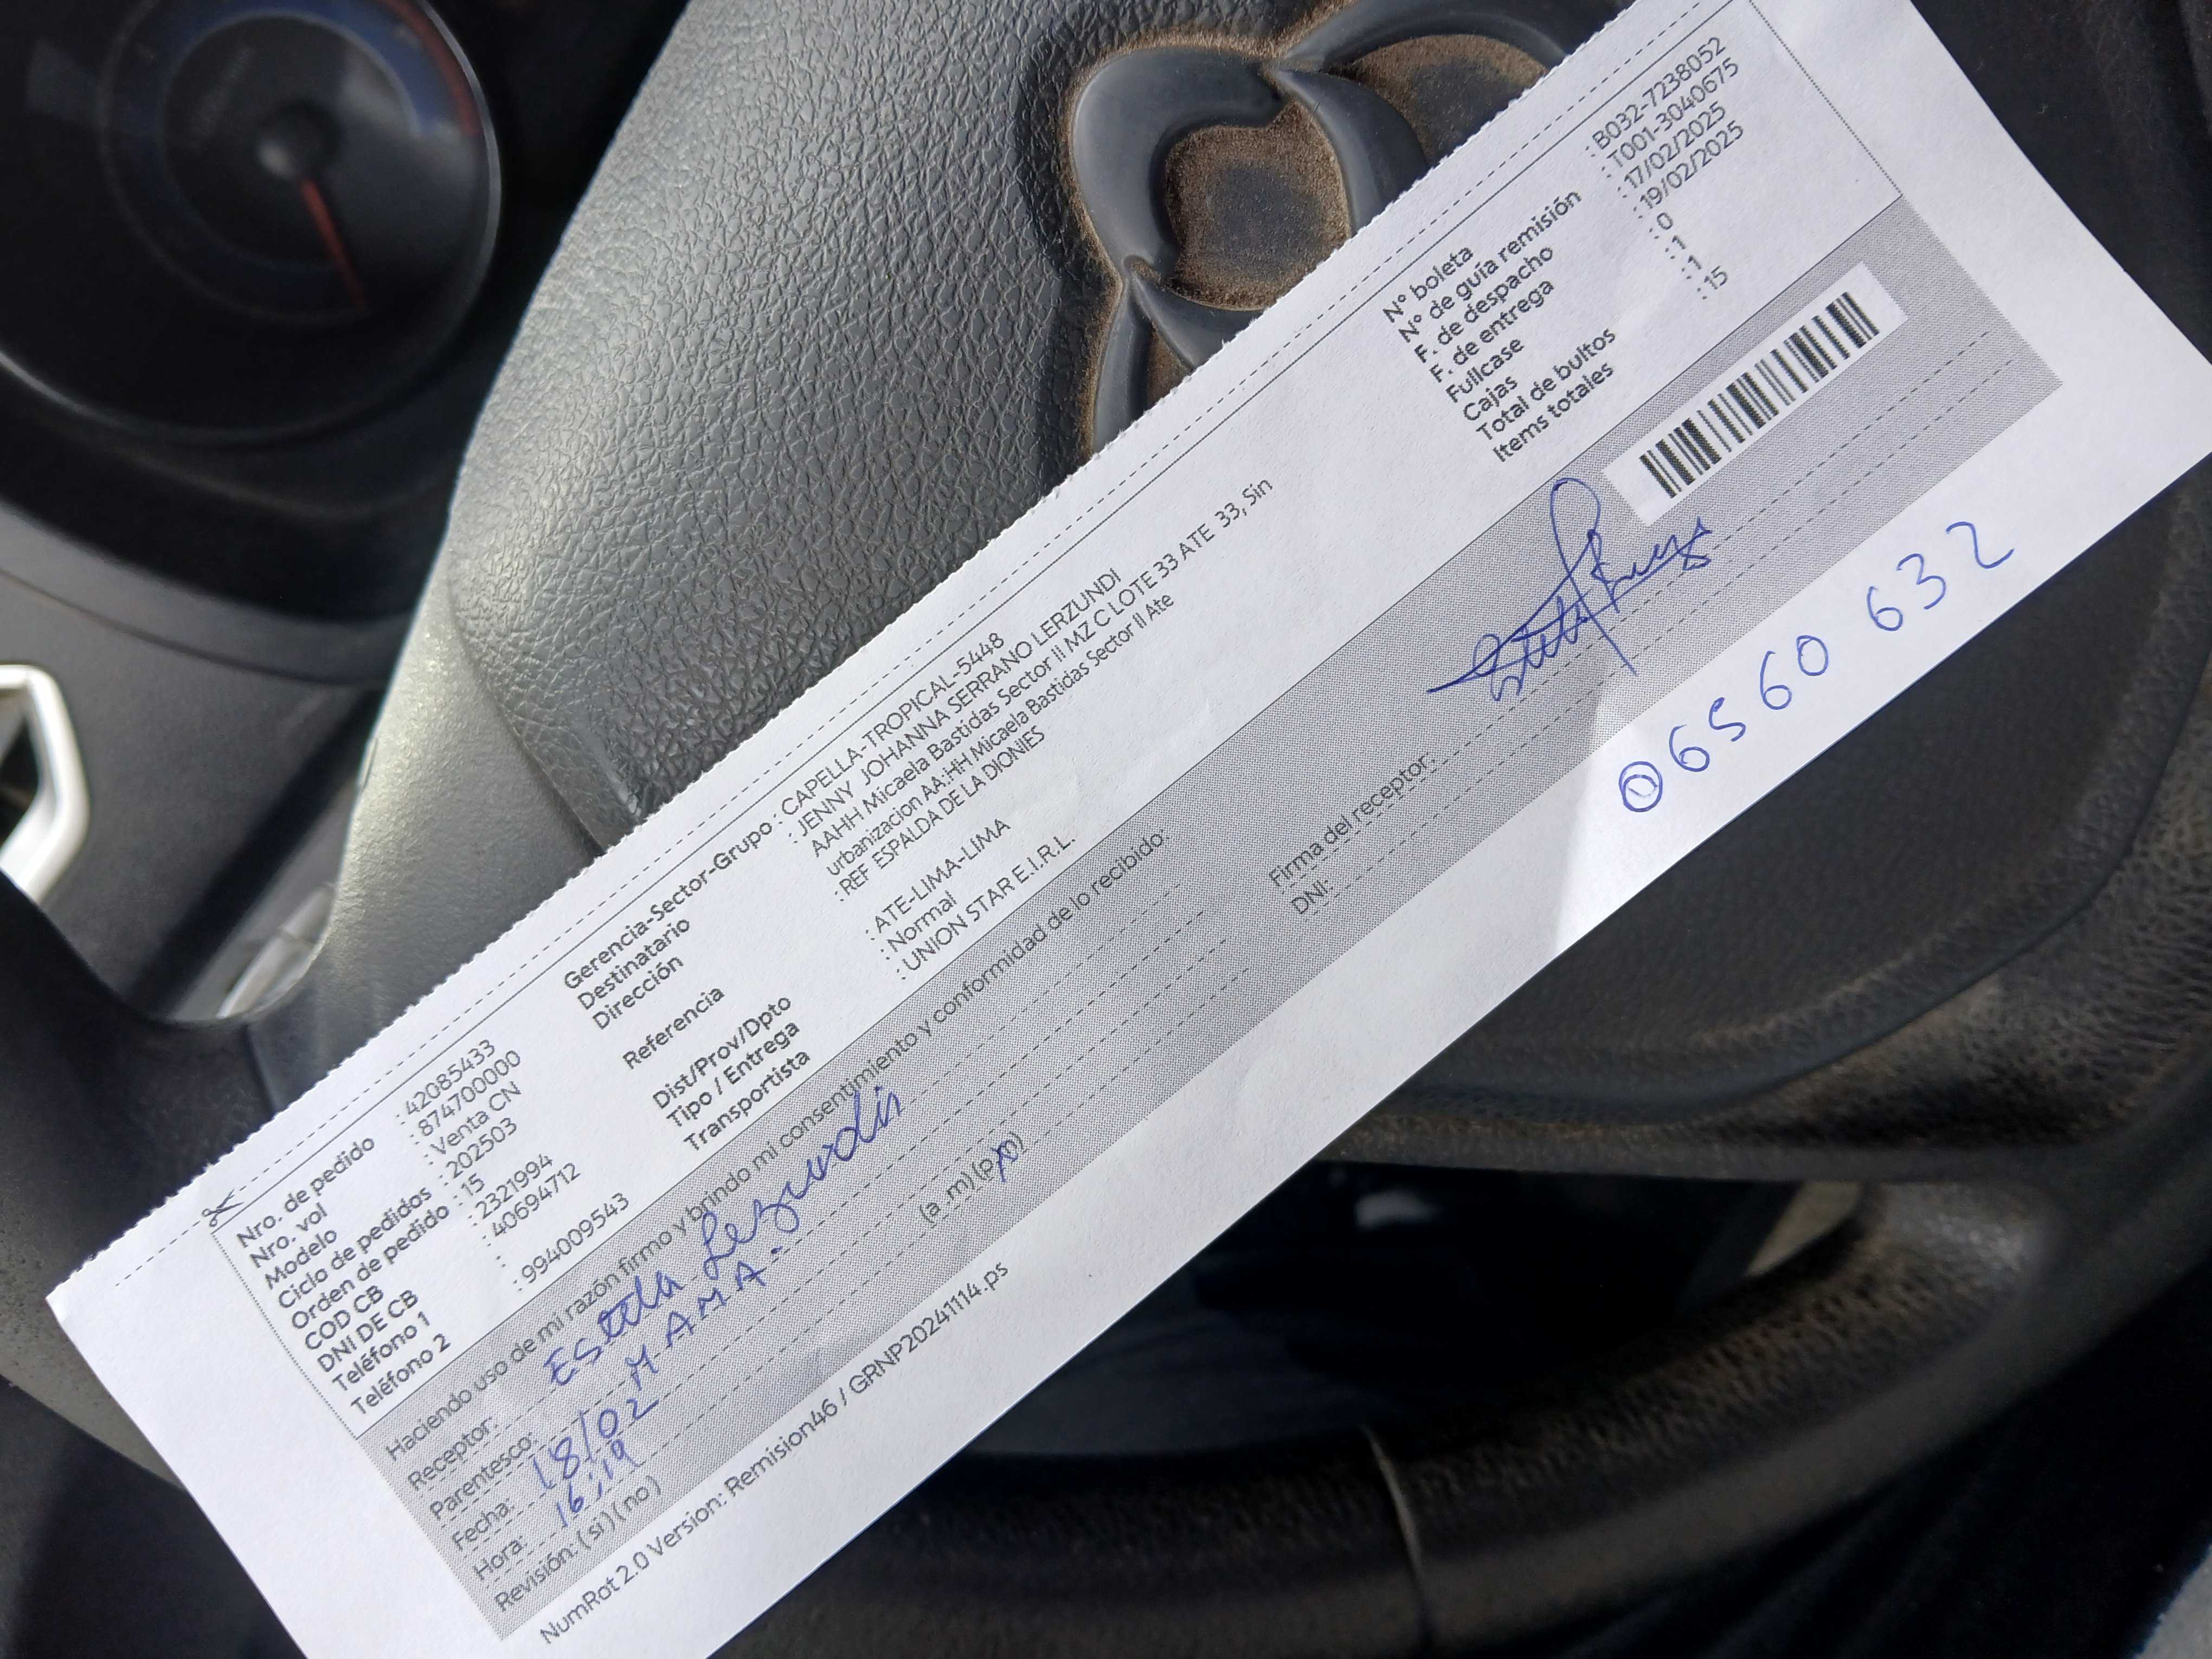 Nro. de pedido : 42085433
Nro. vol : 874700000
Modelo : Venta CN
Ciclo de pedidos : 202503
Orden de pedido : 15
COD CB : 2321994
DNI DE CB : 40694712
Teléfono 1 :
Teléfono 2 : 994009543
Gerencia-Sector-Grupo : CAPELLA-TROPICAL-5448
Destinatario : JENNY JOHANNA SERRANO LERZUNDI
Dirección AAHH Micaela Bastidas Sector II MZ C LOTE 33 ATE 33, Sin
urbanizacion AA.HH Micaela Bastidas Sector II Ate
Referencia : REF ESPALDA DE LA DIONIES
Dist/Prov/Dpto : ATE-LIMA-LIMA
Tipo / Entrega : Normal
Transportista : UNION STAR E.I.R.L.
N° boleta : B032-7238052
N° de guía remisión : T001-3040675
F. de despacho : 17/02/2025
F. de entrega : 19/02/2025
Fullcase : 0
Cajas : 1
Total de bultos : 1
Items totales : 15
Haciendo uso de mi razón firmo y brindo mi consentimiento y conformidad de lo recibido:
Receptor: Estela
Parentesco: MAMA.
Fecha: 18/02
Hora: 16:19 (a .m) (p.m)
Revisión: ( si ) ( no )
Firma del receptor:
DNI: 06560632
NumRot 2.0 Version: Remision46 / GRNP20241114.ps